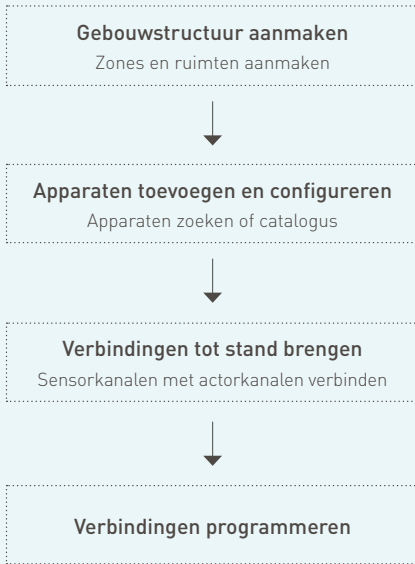 Gebouwstructuur aanmaken
Zones en ruimten aanmaken
Apparaten toevoegen en configureren
Apparaten zoeken of catalogus
Verbindingen tot stand brengen
Sensorkanalen met actorkanalen verbinden
Verbindingen programmeren